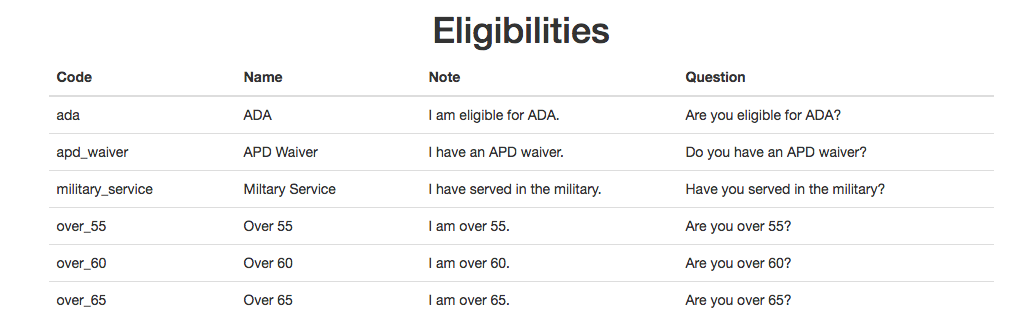 Eligibilities
Code Name Note Question
ada ADA I am eligible for ADA. Are you eligible for ADA?
apd_waiver APD Waiver I have an APD waiver. Do you have an APD waiver?
military_service Miltary Service I have served in the military. Have you served in the military?
over_55 Over 55 I am over 55. Are you over 55?
over_60 Over 60 I am over 60. Are you over 60?
over_65 Over 65 I am over 65. Are you over 65?